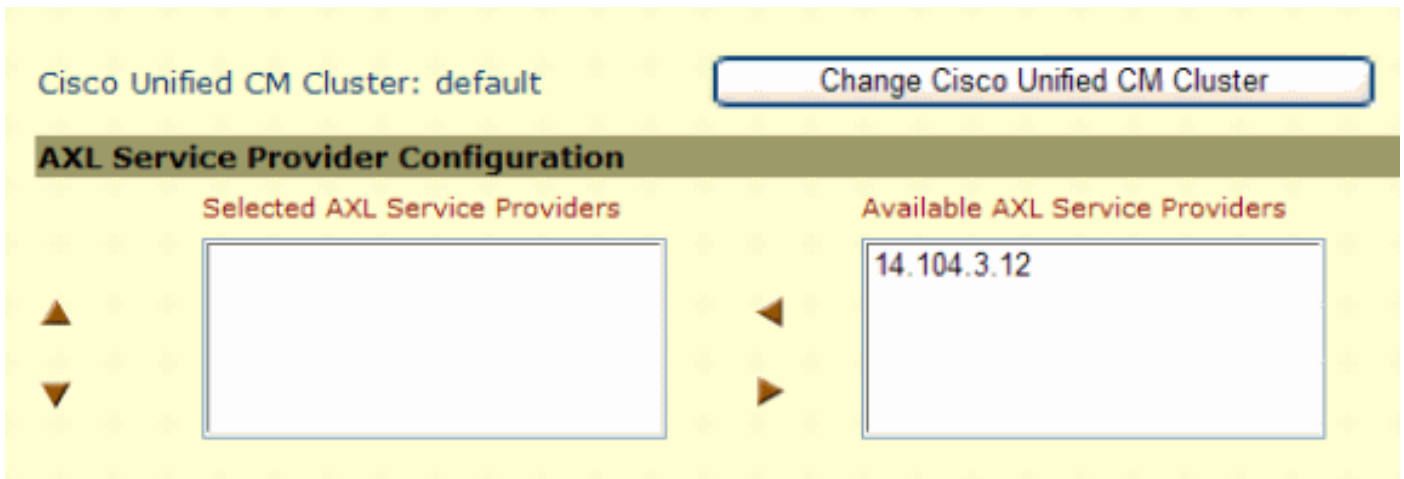 Cisco Unified CM Cluster: default
Change Cisco Unified CM Cluster
AXL Service Provider Configuration
Selected AXL Service Providers
Available AXL Service Providers
14.104.3.12